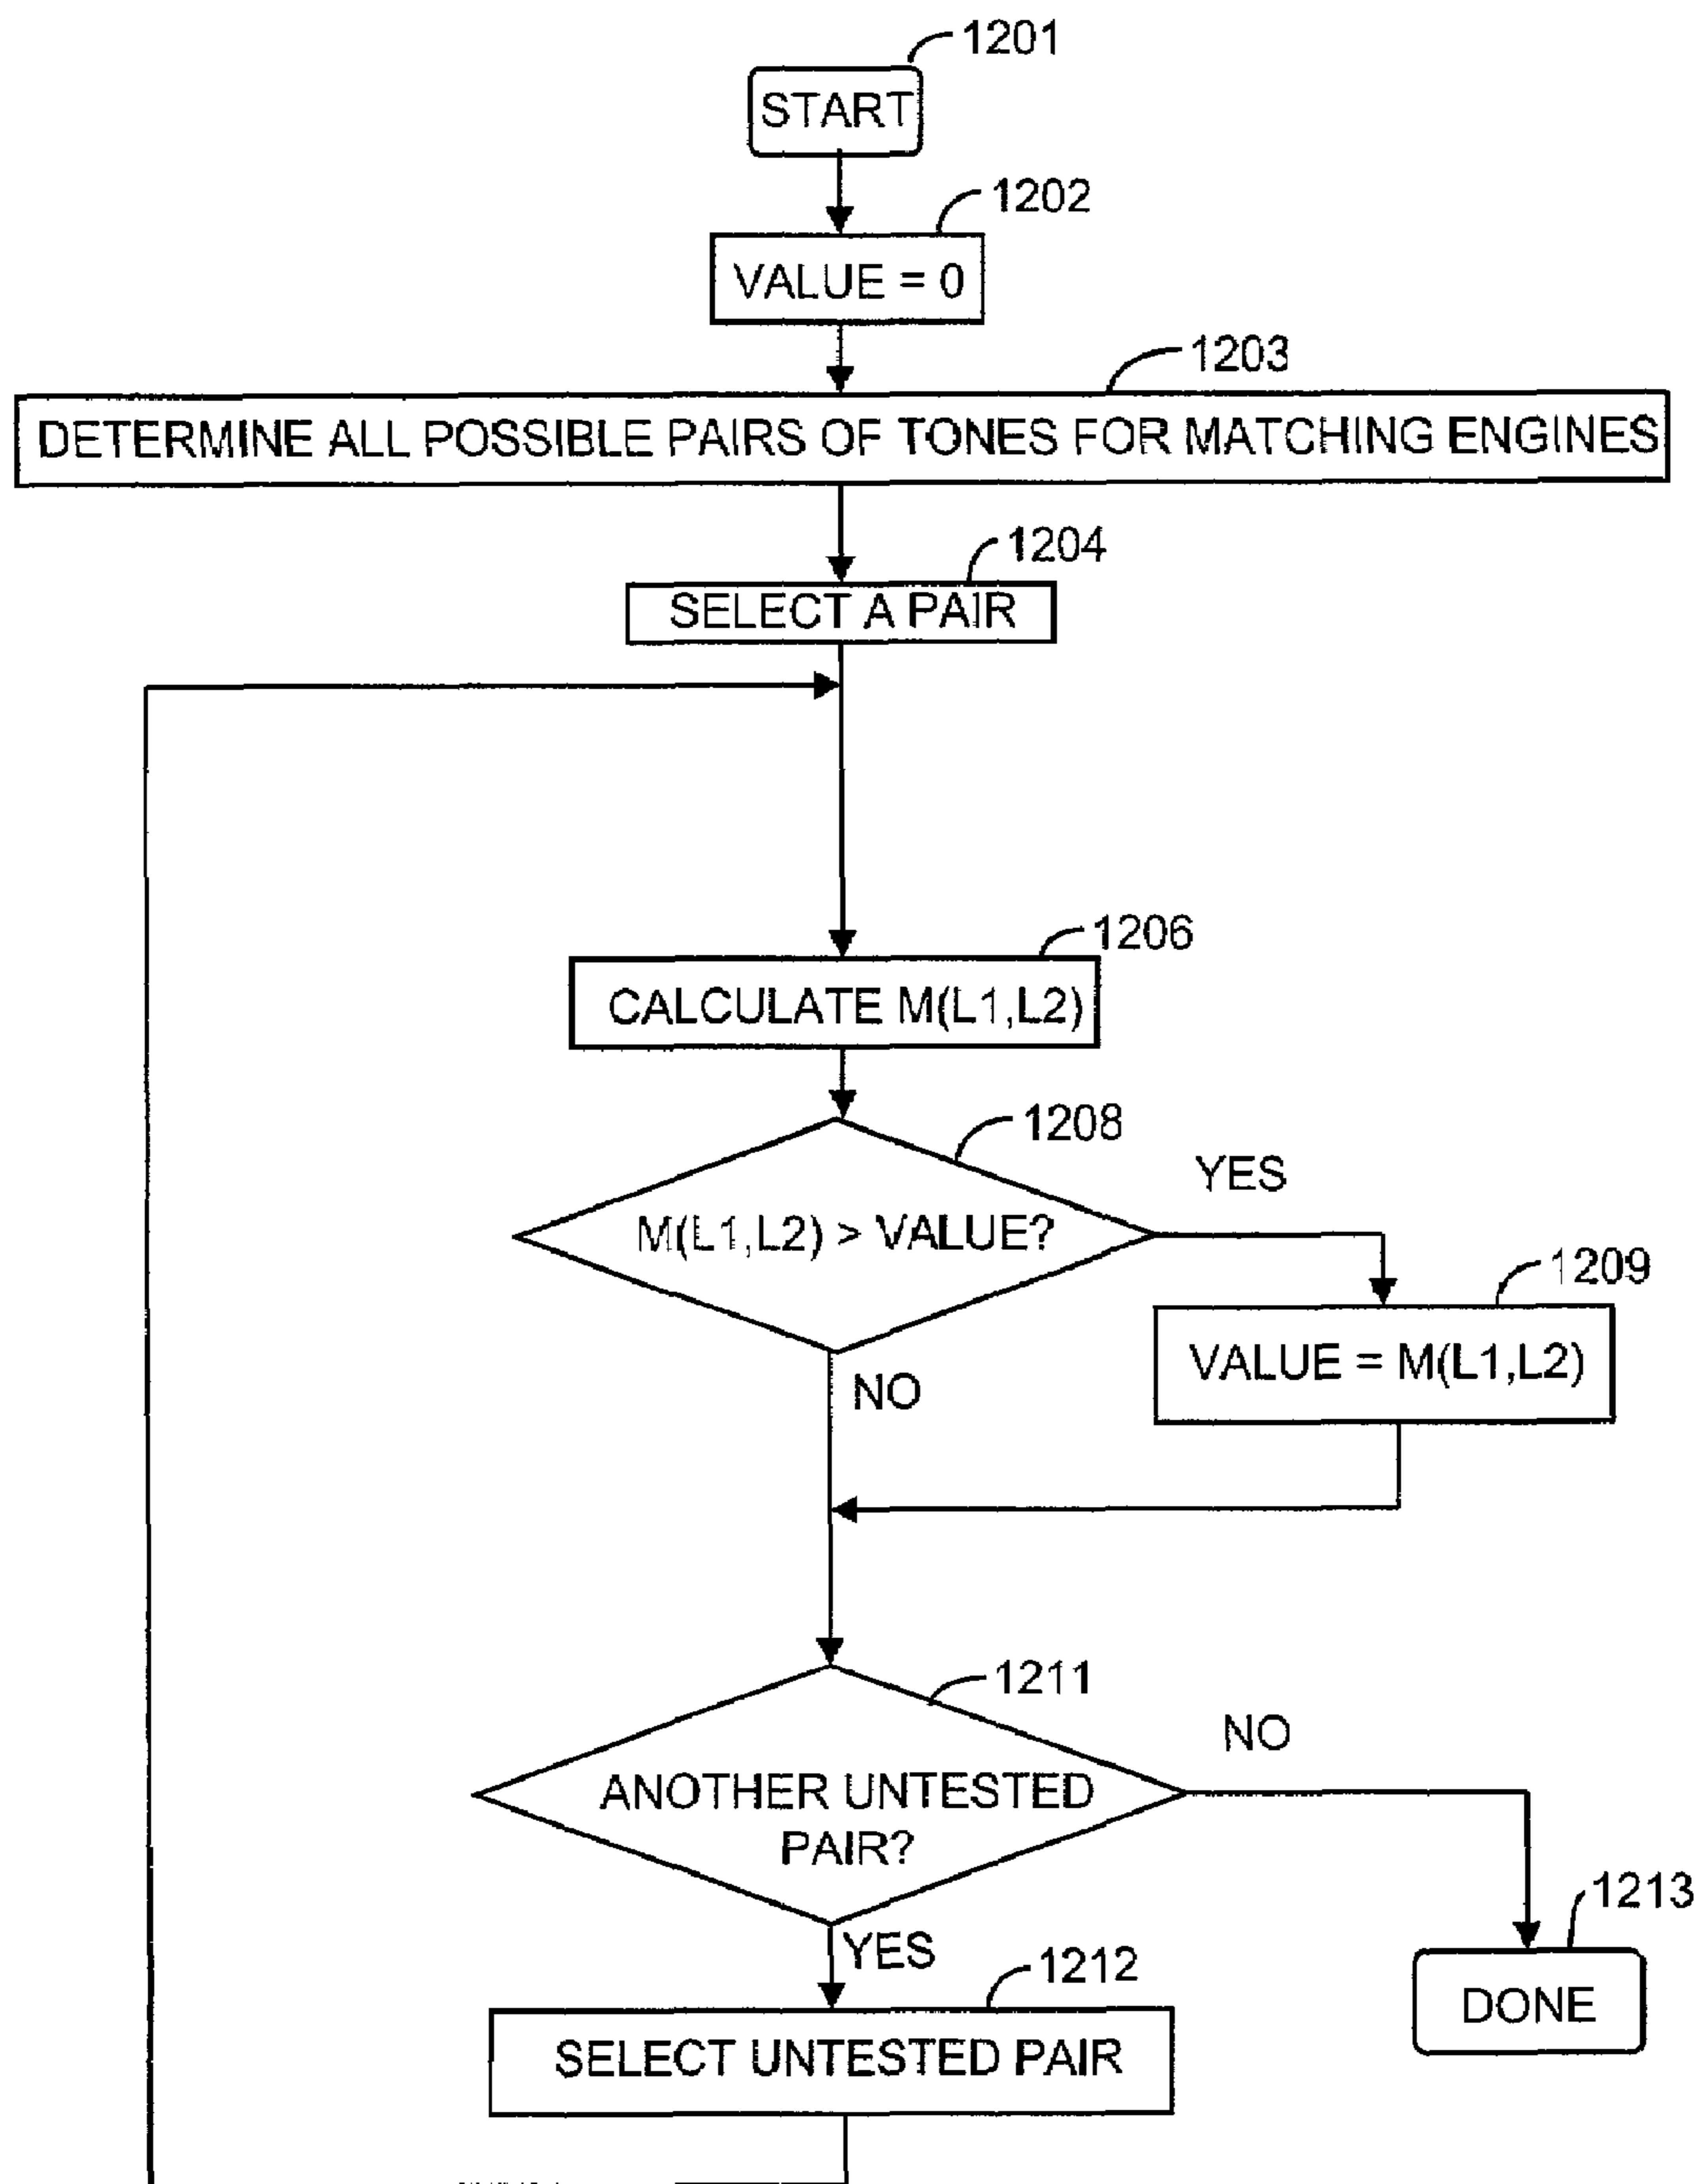 1201
START
1202
VALUE = 0
1203
DETERMINE ALL POSSIBLE PAIRS OF TONES FOR MATCHING ENGINES
1204
SELECT A PAIR
1206
CALCULATE M(L1,L2)
1208
YES
M(L1,L2) > VALUE?
1209
VALUE = M(L1,L2)
NO
1211
NO
ANOTHER UNTESTED
PAIR?
1213
YES
1212
DONE
SELECT UNTESTED PAIR